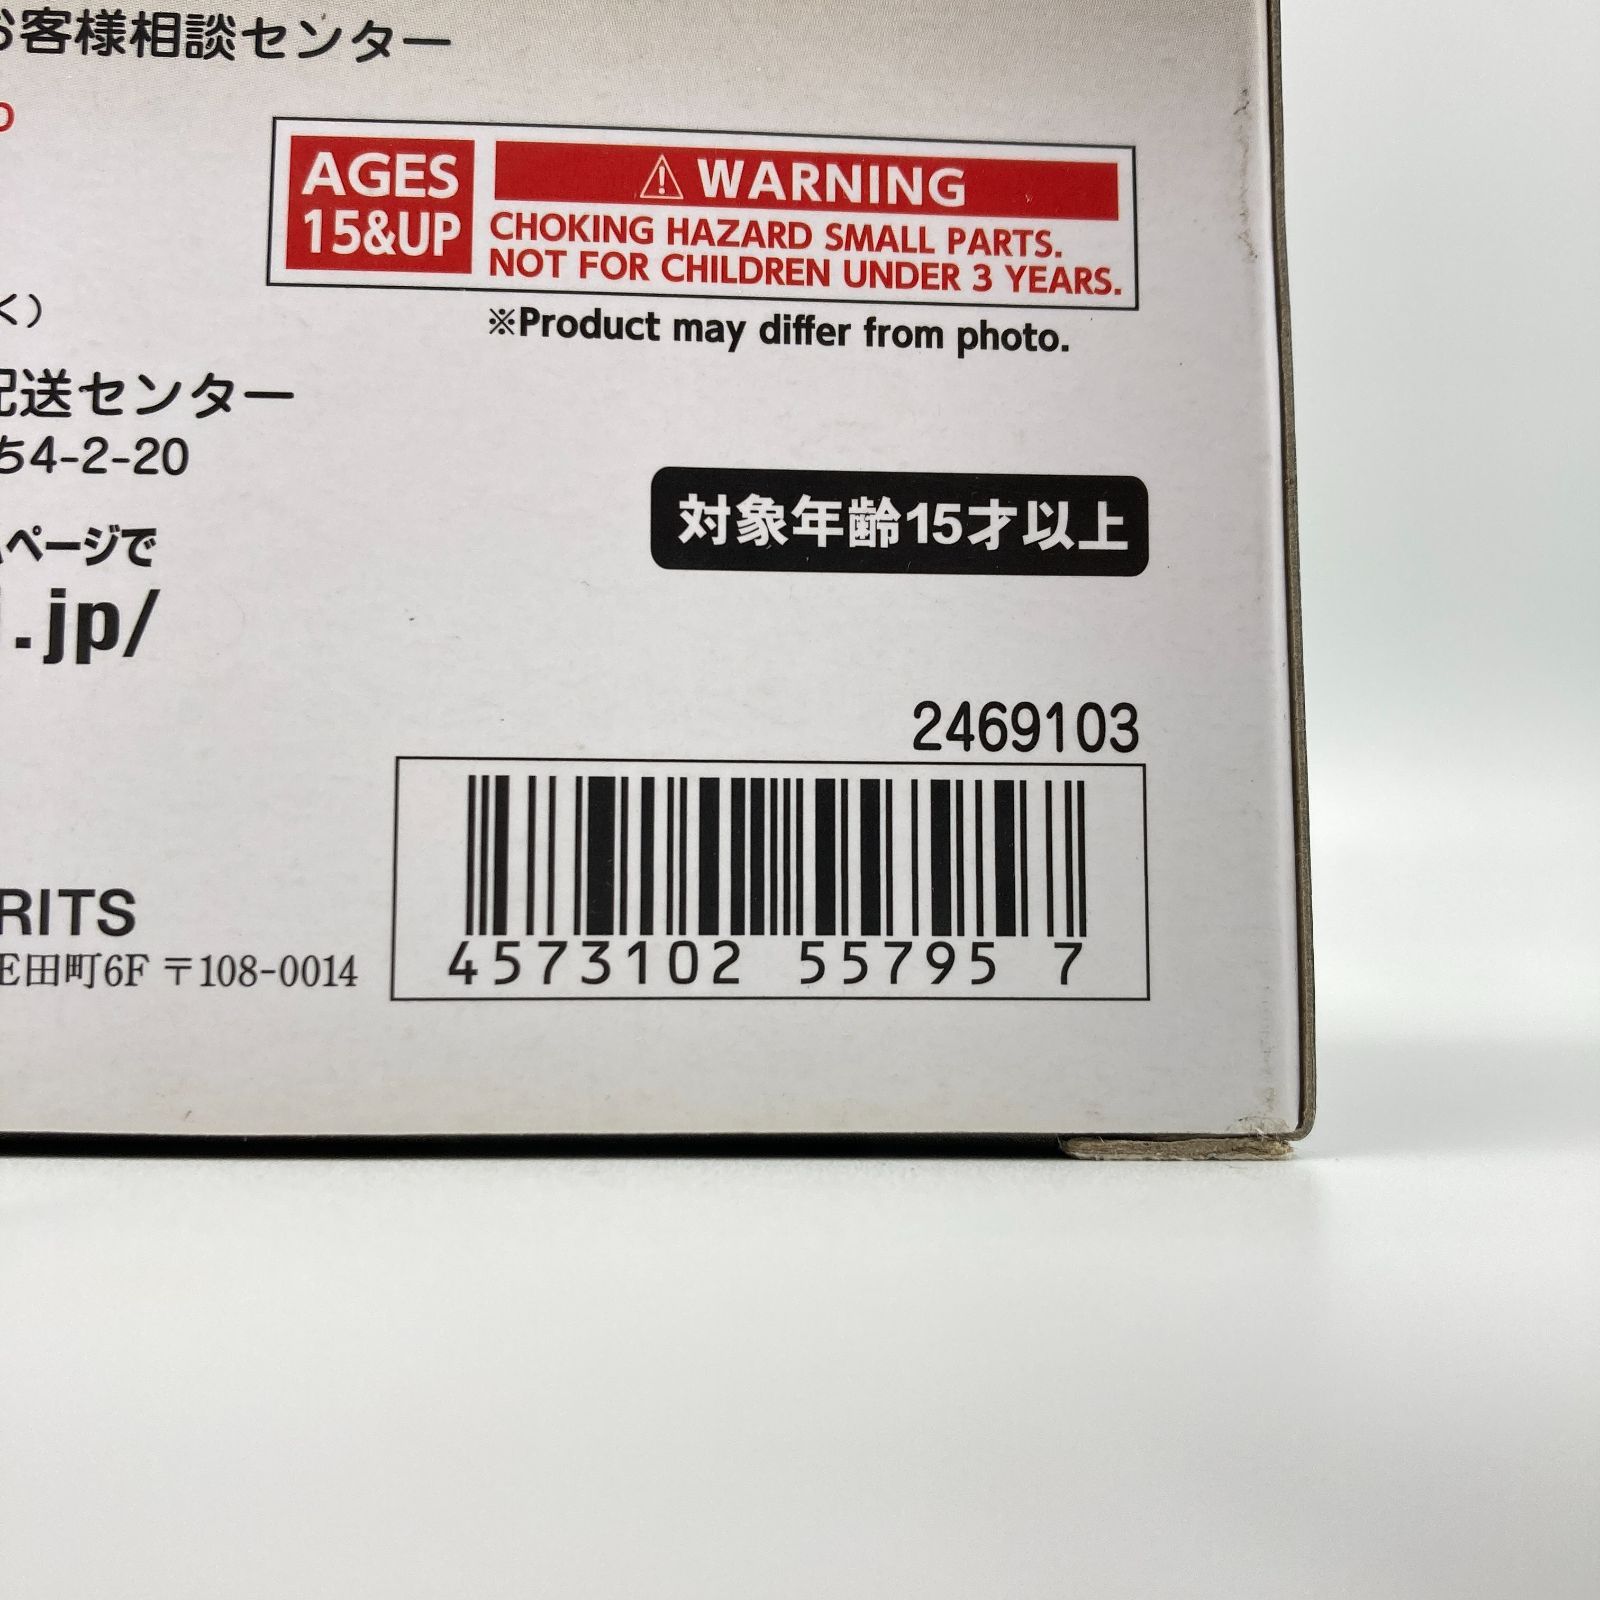 お客様相談センター
AGES
15&UP
⚠WARNING
CHOKING HAZARD SMALL PARTS.
NOT FOR CHILDREN UNDER 3 YEARS.
※Product may differ from photo.
く）
配送センター
ち4-2-20
対象年齢15才以上
ページで
.jp/
2469103
RITS
田町6F 〒108-0014
4573102 55795 7